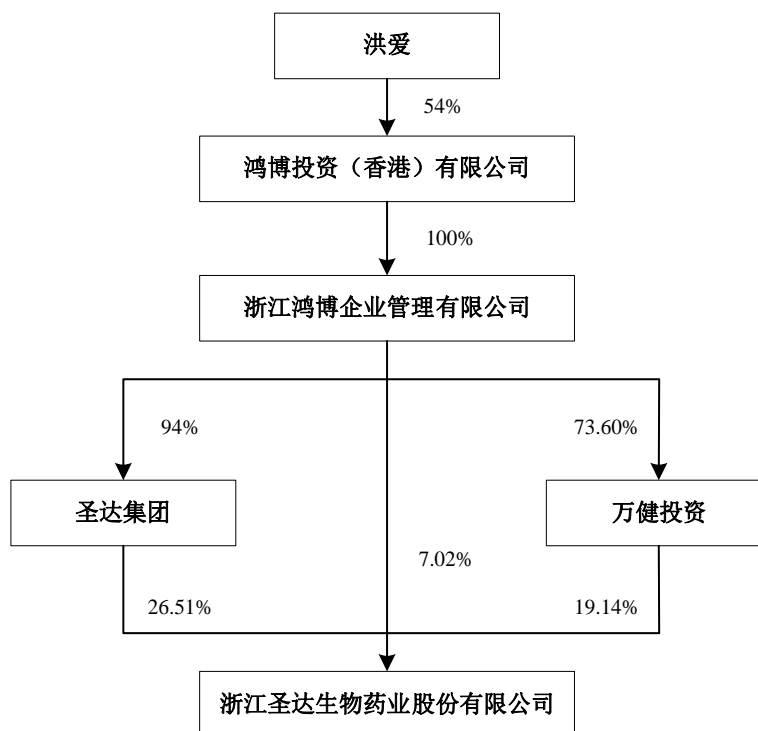 洪爱
54%
鸿博投资（香港）有限公司
100%
浙江鸿博企业管理有限公司
94%
73.60%
圣达集团
万健投资
7.02%
26.51%
19.14%
浙江圣达生物药业股份有限公司